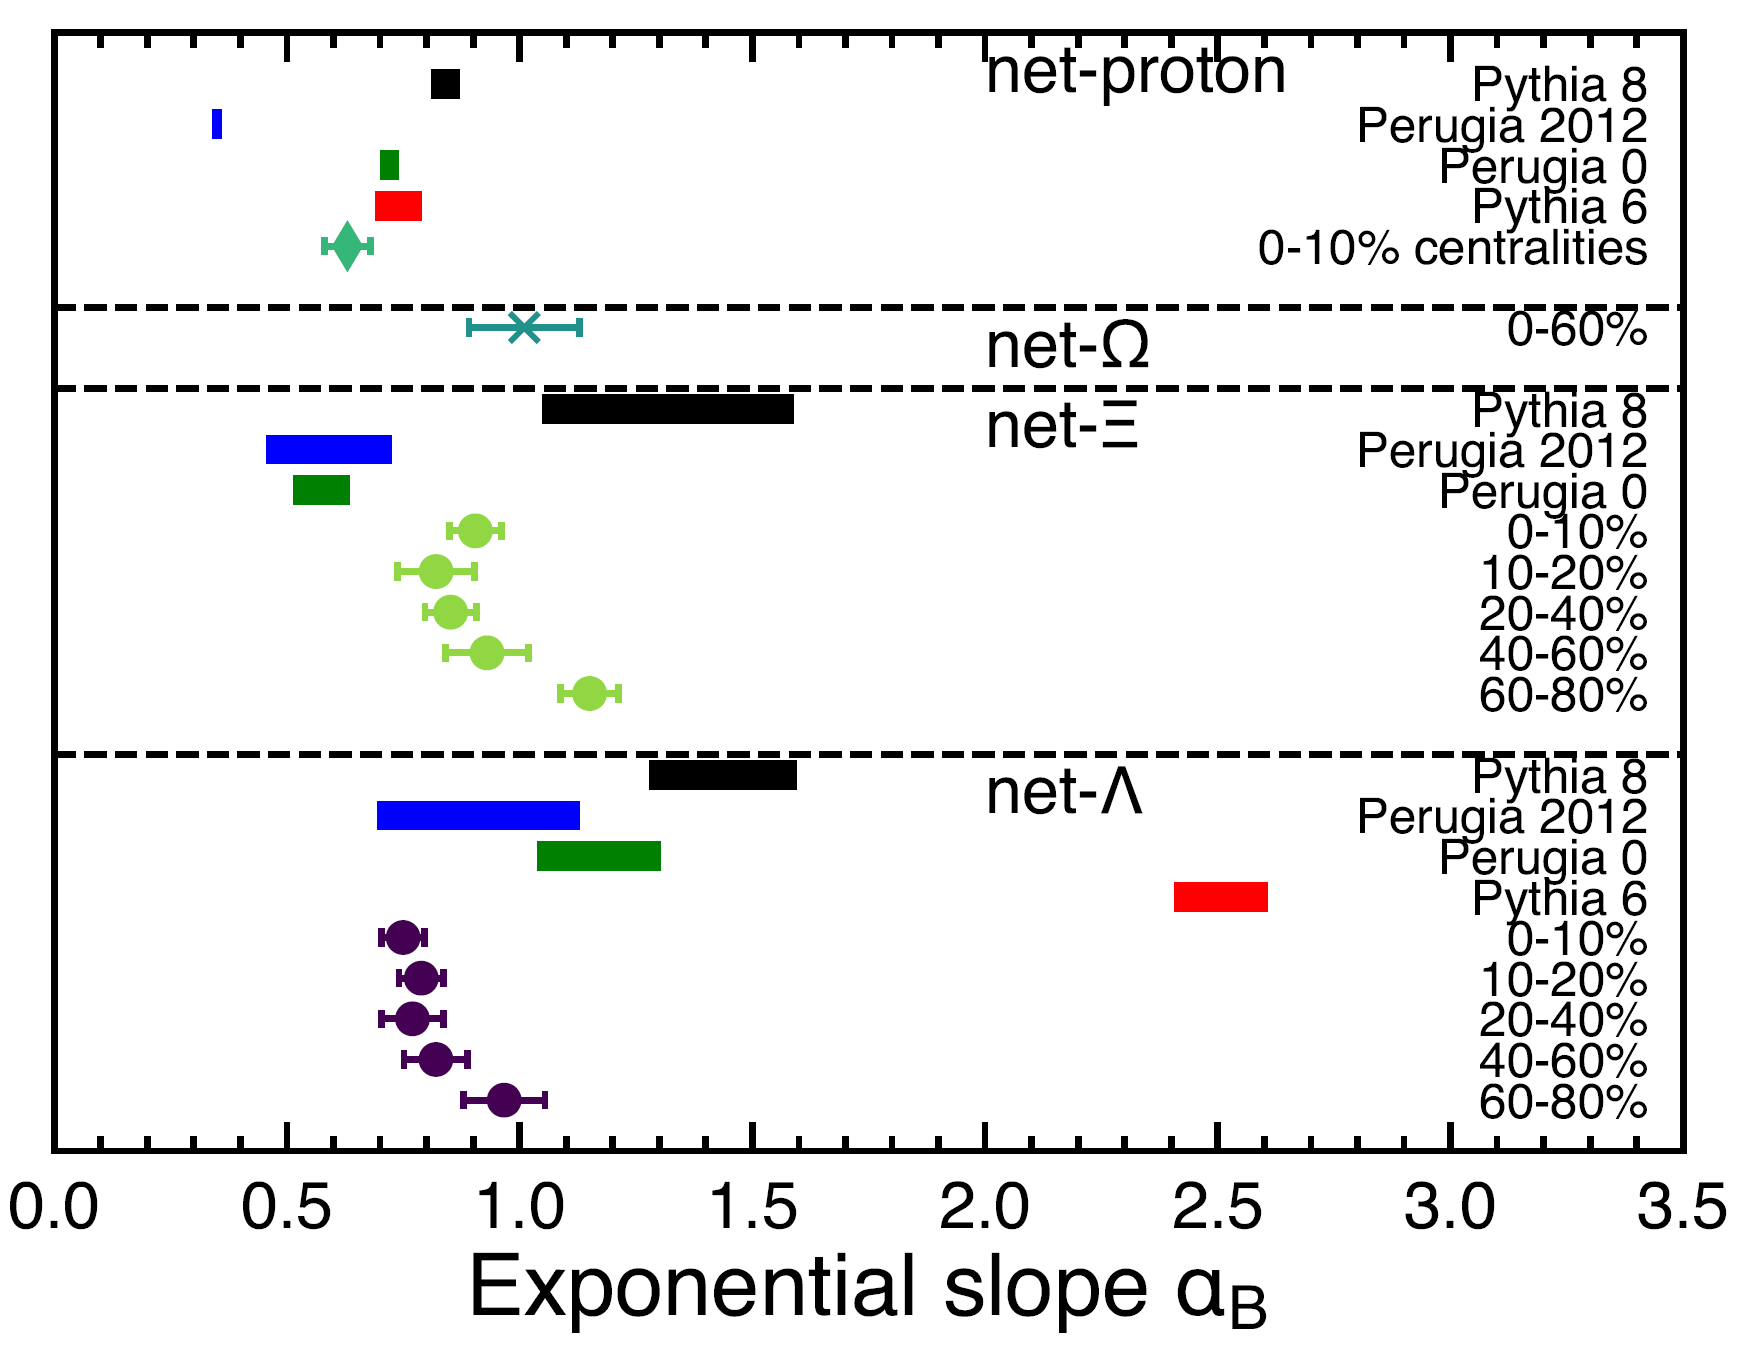 net-proton
Pythia 8
Perugia 2012
Perugia 0
Pythia 6
0-10% centralities
net-Ω
0-60%
net-Ξ
Pythia 8
Perugia 2012
Perugia 0
0-10%
10-20%
20-40%
40-60%
60-80%
net-Λ
Pythia 8
Perugia 2012
Perugia 0
Pythia 6
0-10%
10-20%
20-40%
40-60%
60-80%
0.0 0.5 1.0 1.5 2.0 2.5 3.0 3.5
Exponential slope α_B